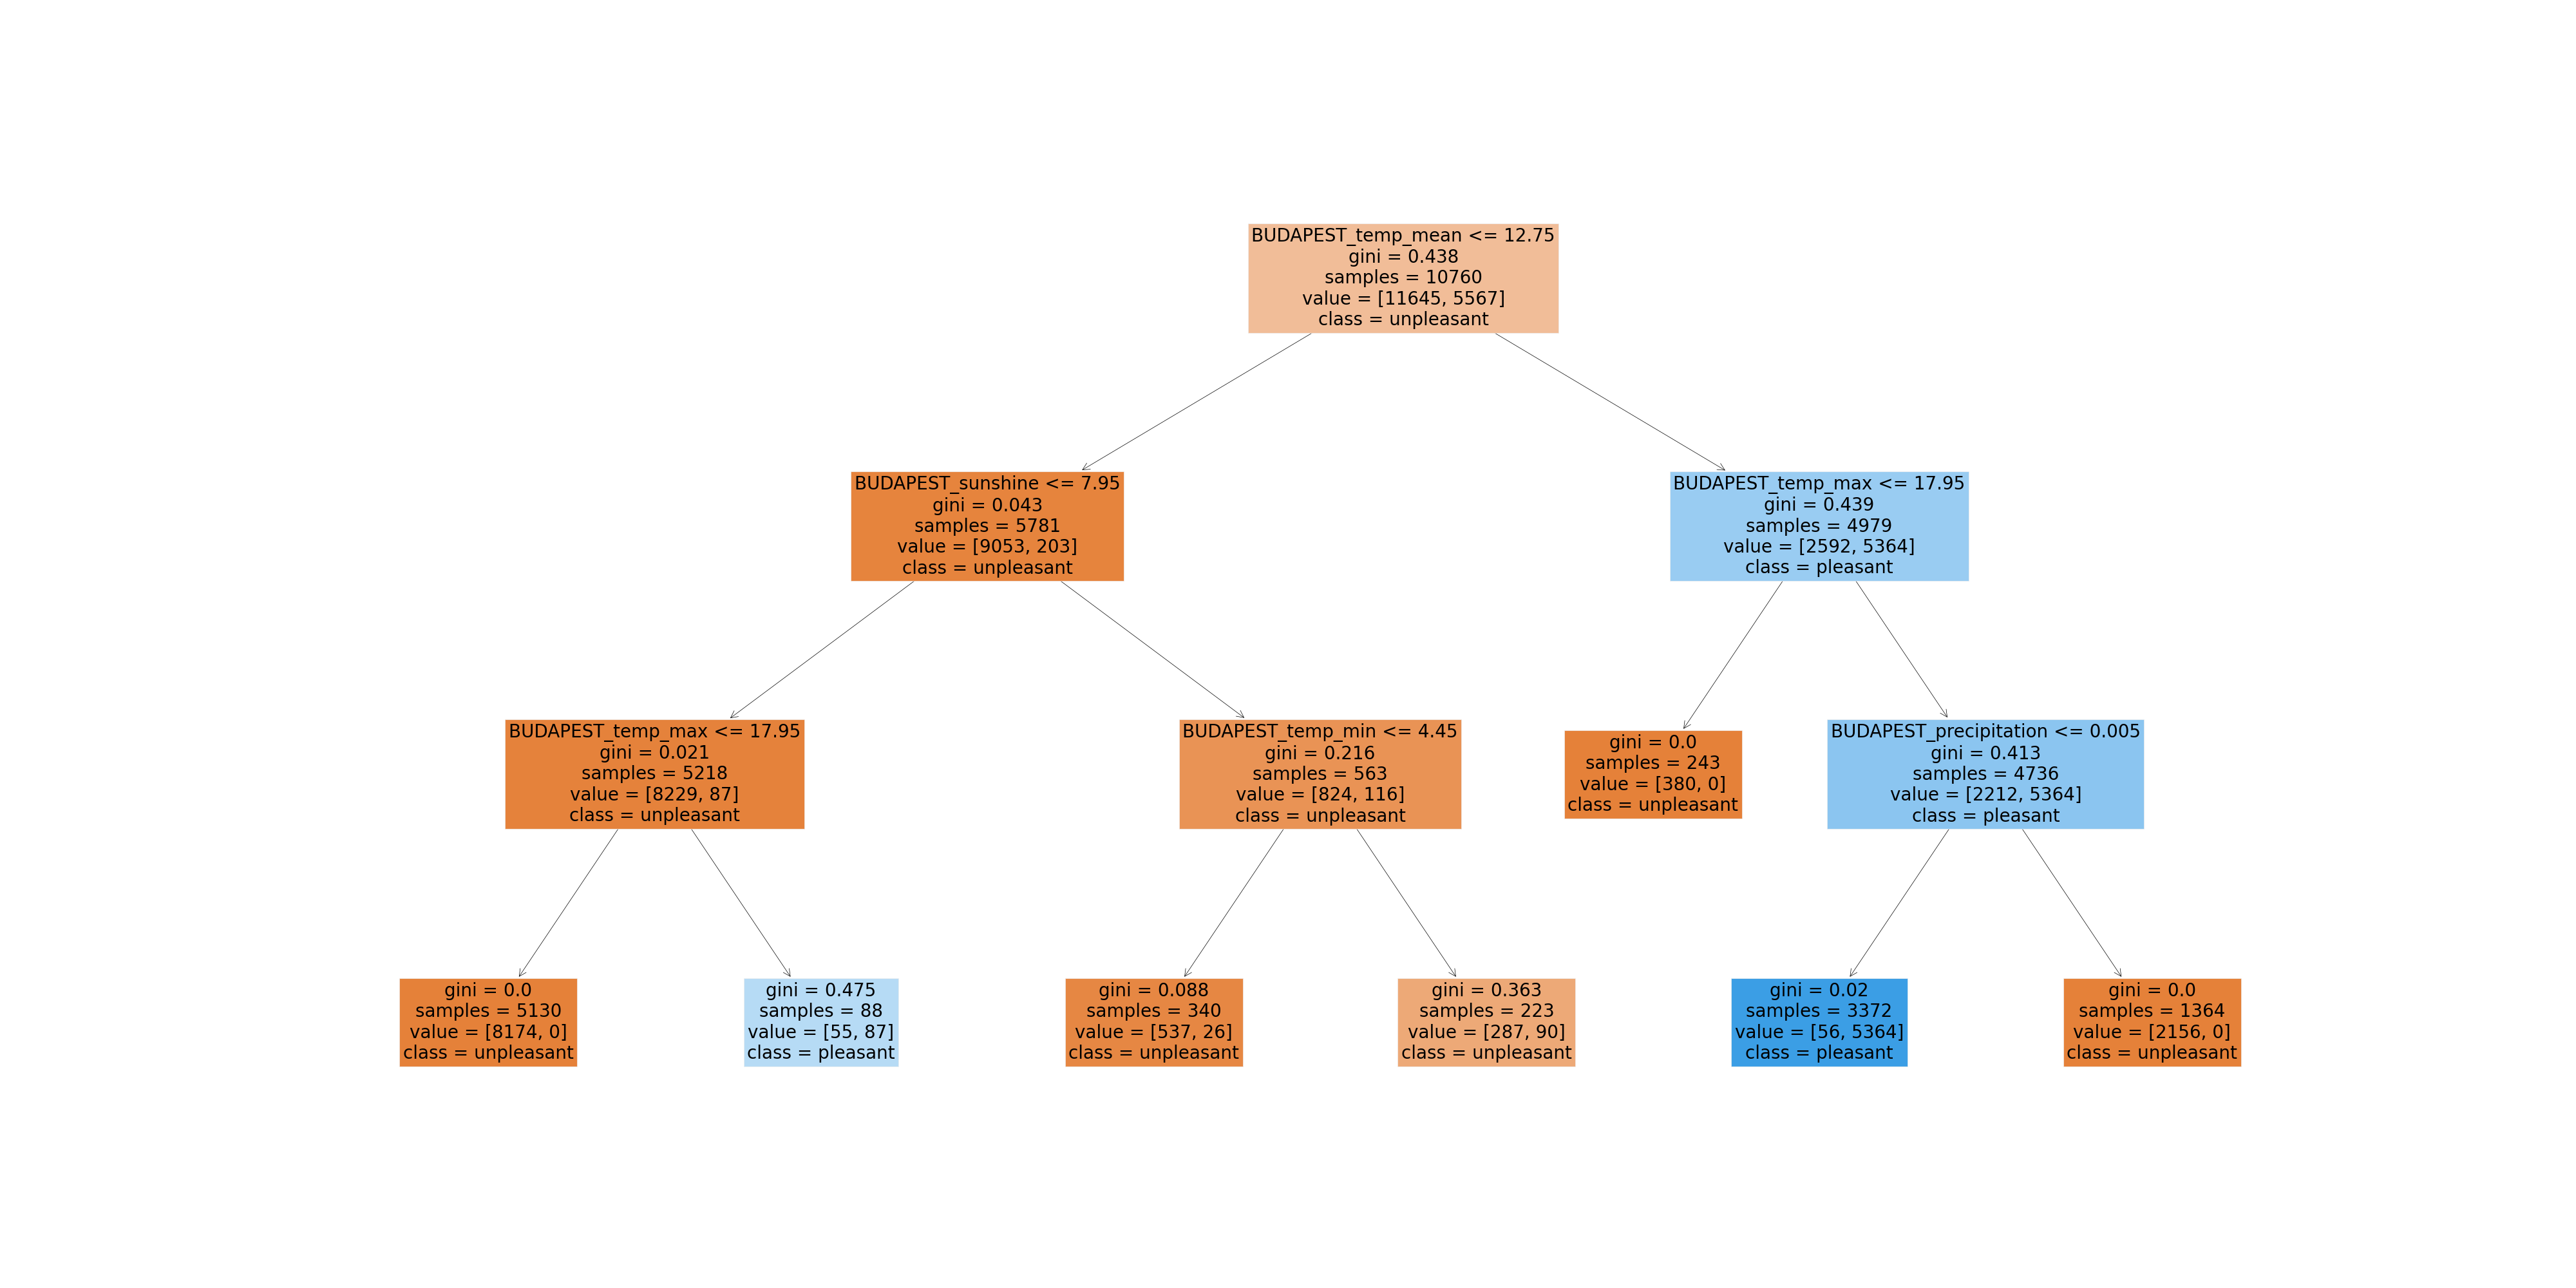 BUDAPEST_temp_mean <= 12.75
gini = 0.438
samples = 10760
value = [11645, 5567]
class = unpleasant
BUDAPEST_sunshine <= 7.95
gini = 0.043
samples = 5781
value = [9053, 203]
class = unpleasant
BUDAPEST_temp_max <= 17.95
gini = 0.439
samples = 4979
value = [2592, 5364]
class = pleasant
BUDAPEST_temp_max <= 17.95
gini = 0.021
samples = 5218
value = [8229, 87]
class = unpleasant
BUDAPEST_temp_min <= 4.45
gini = 0.216
samples = 563
value = [824, 116]
class = unpleasant
gini = 0.0
samples = 243
value = [380, 0]
class = unpleasant
BUDAPEST_precipitation <= 0.005
gini = 0.413
samples = 4736
value = [2212, 5364]
class = pleasant
gini = 0.0
samples = 5130
value = [8174, 0]
class = unpleasant
gini = 0.475
samples = 88
value = [55, 87]
class = pleasant
gini = 0.088
samples = 340
value = [537, 26]
class = unpleasant
gini = 0.363
samples = 223
value = [287, 90]
class = unpleasant
gini = 0.02
samples = 3372
value = [56, 5364]
class = pleasant
gini = 0.0
samples = 1364
value = [2156, 0]
class = unpleasant